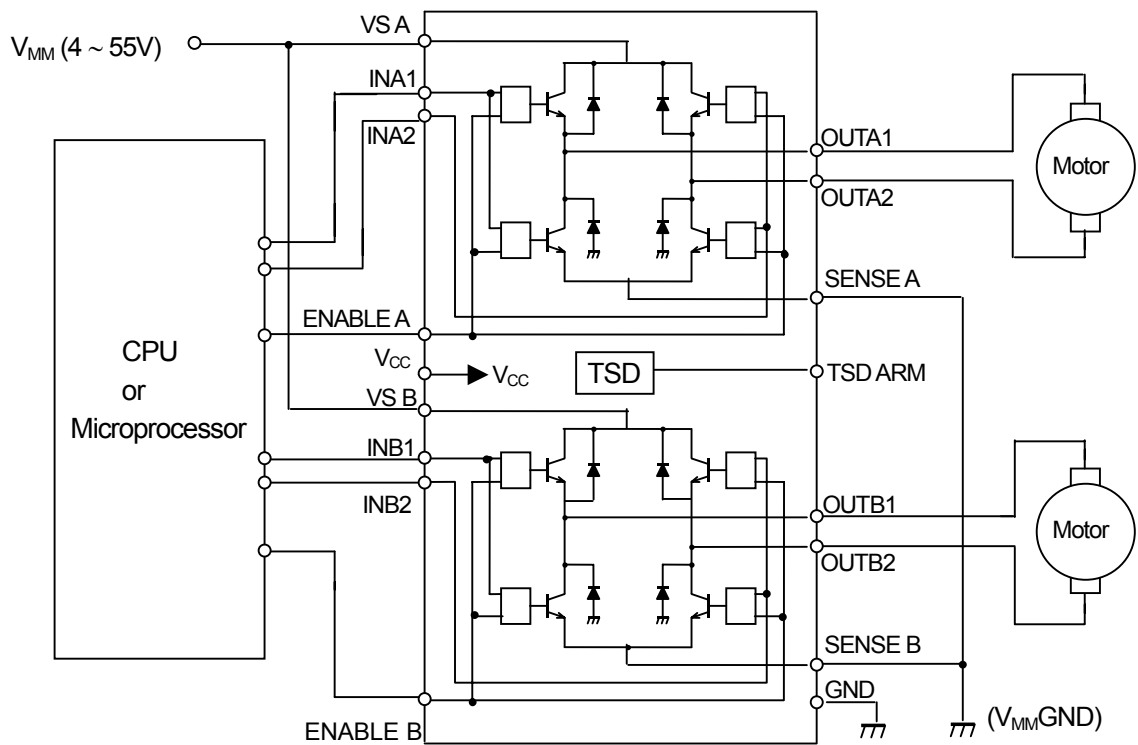 VS A
V_MM (4 ~ 55V)
INA1
INA2
OUTA1
Motor
OUTA2
SENSE A
ENABLE A
CPU
or
Microprocessor
V_CC
V_CC
TSD
TSD ARM
VS B
INB1
INB2
OUTB1
Motor
OUTB2
SENSE B
GND
(V_MMGND)
ENABLE B